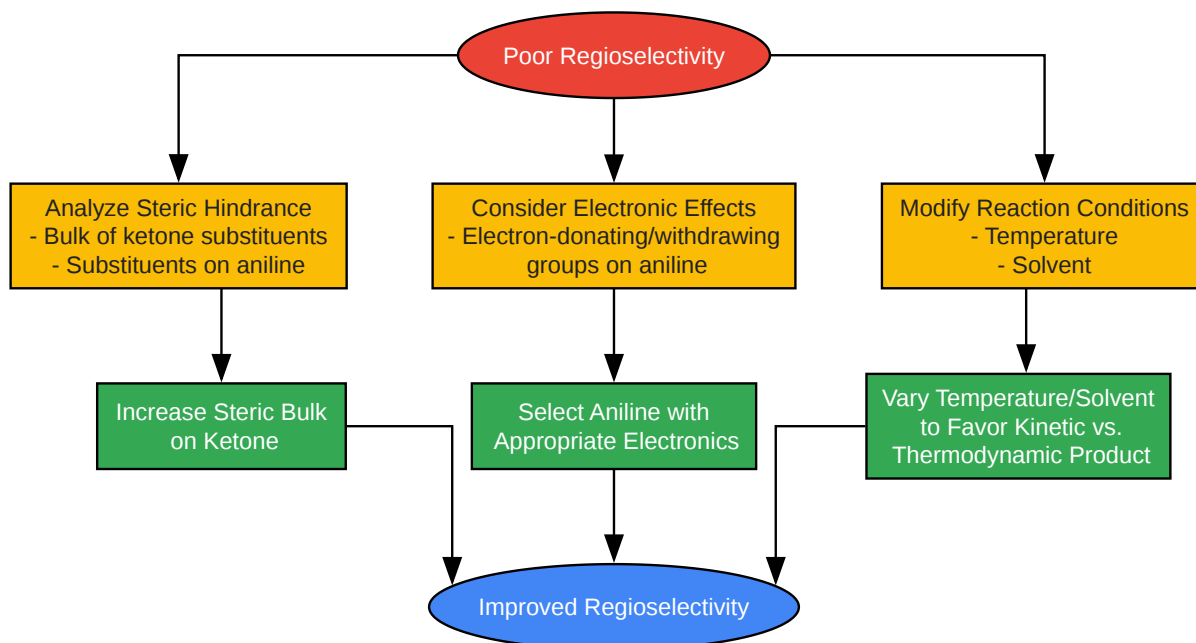 Poor Regioselectivity
Analyze Steric Hindrance
- Bulk of ketone substituents
- Substituents on aniline
Consider Electronic Effects
- Electron-donating/withdrawing
groups on aniline
Modify Reaction Conditions
- Temperature
- Solvent
Increase Steric Bulk
on Ketone
Select Aniline with
Appropriate Electronics
Vary Temperature/Solvent
to Favor Kinetic vs.
Thermodynamic Product
Improved Regioselectivity